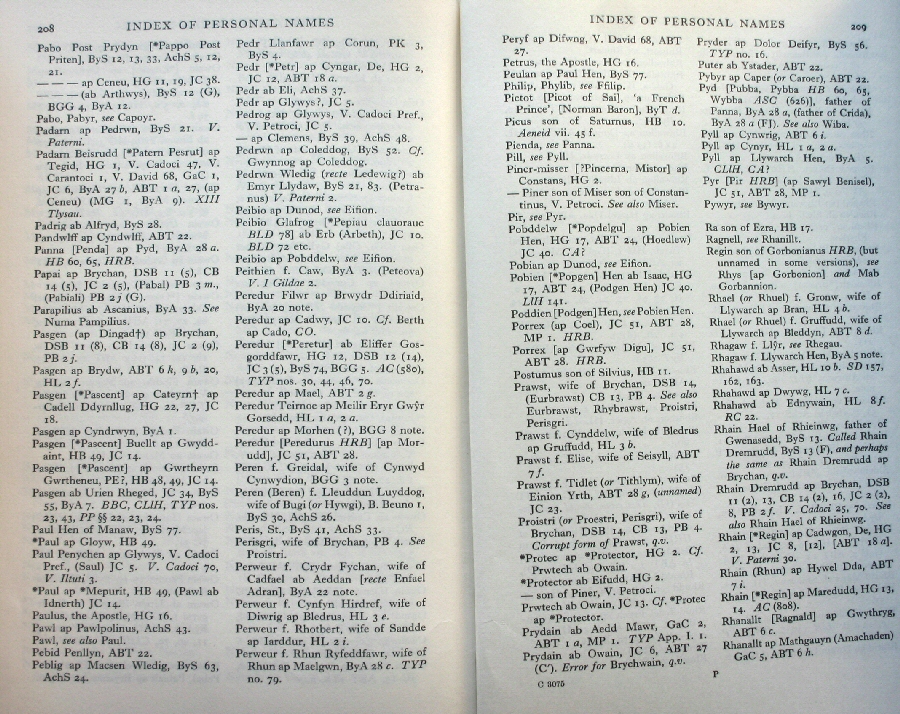 208
INDEX OF PERSONAL NAMES
Pabo Post Prydyn [*Pappo Post
Priten], ByS 12, 13, 33, AchS 5, 12,
21.
— — — ap Ceneu, HG 11, 19, JC 38.
— — — (ab Arthwys), ByS 12 (G),
BGG 4, ByA 12.
Pabo, Pabyr, see Capoyr.
Padarn ap Pedrwn, ByS 21. V.
Paterni.
Padarn Beisrudd [*Patern Pesrut] ap
Tegid, HG 1, V. Cadoci 47, V.
Carantoci 1, V. David 68, GaC 1,
JC 6, ByA 27 b, ABT 1 a, 27, (ap
Ceneu) (MG 1, ByA 9). XIII
Tlysau.
Padrig ab Alfryd, ByS 28.
Pandwlff ap Cyndwlff, ABT 22.
Panna [Penda] ap Pyd, ByA 28 a.
HB 60, 65, HRB.
Papai ap Brychan, DSB 11 (5), CB
14 (5), JC 2 (5), (Pabal) PB 3 m.,
(Pabiali) PB 2 j (G).
Parapilius ab Ascanius, ByA 33. See
Numa Pampilius.
Pasgen (ap Dingad†) ap Brychan,
DSB 11 (8), CB 14 (8), JC 2 (9),
PB 2 j.
Pasgen ap Brydw, ABT 6 h, 9 b, 20,
HL 2 f.
Pasgen [*Pascent] ap Cateyrn† ap
Cadell Ddyrnllug, HG 22, 27, JC
18.
Pasgen ap Cyndrwyn, ByA 1.
Pasgen [*Pascent] Buellt ap Gwydd-
aint, HB 49, JC 14.
Pasgen [*Pascent] ap Gwrtheyrn
Gwrtheneu, PE?, HB 48, 49, JC 14.
Pasgen ab Urien Rheged, JC 34, ByS
55, ByA 7. BBC, CLlH, TYP nos.
23, 43, PP §§ 22, 23, 24.
Paul Hen of Manaw, ByS 77.
*Paul ap Gloyw, HB 49.
Paul Penychen ap Glywys, V. Cadoci
Pref., (Saul) JC 5. V. Cadoci 70,
V. Iltuti 3.
*Paul ap *Mepurit, HB 49, (Pawl ab
Idnerth) JC 14.
Paulus, the Apostle, HG 16.
Pawl ap Pawlpolinus, AchS 43.
Pawl, see also Paul.
Pebid Penllyn, ABT 22.
Peblig ap Macsen Wledig, ByS 63,
AchS 24.
Pedr Llanfawr ap Corun, PK 3,
ByS 4.
Pedr [*Petr] ap Cyngar, De, HG 2,
JC 12, ABT 18 a.
Pedr ab Eli, AchS 37.
Pedr ap Glywys?, JC 5.
Pedrog ap Glywys, V. Cadoci Pref.,
V. Petroci, JC 5.
— ap Clemens, ByS 39, AchS 48.
Pedrwn ap Coleddog, ByS 52. Cf.
Gwynnog ap Coleddog.
Pedrwn Wledig (recte Ledewig?) ab
Emyr Llydaw, ByS 21, 83. (Petra-
nus) V. Paterni 2.
Peibio ap Dunod, see Eifion.
Peibio Glafrog [*Pepiau clauorauc
BLD 78] ab Erb (Arbeth), JC 10.
BLD 72 etc.
Peibio ap Pobddelw, see Eifion.
Peithien f. Caw, ByA 3. (Peteova)
V. I Gildae 2.
Peredur Filwr ap Brwydr Ddiriaid,
ByA 20 note.
Peredur ap Cadwy, JC 10. Cf. Berth
ap Cado, CO.
Peredur [*Peretur] ab Eliffer Gos-
gorddfawr, HG 12, DSB 12 (14),
JC 3 (5), ByS 74, BGG 5. AC (580),
TYP nos. 30, 44, 46, 70.
Peredur ap Mael, ABT 2 g.
Peredur Teirnoe ap Meilir Eryr Gwŷr
Gorsedd, HL 1 a, 2 a.
Peredur ap Morhen (?), BGG 8 note.
Peredur [Peredurus HRB] [ap Mor-
udd], JC 51, ABT 28.
Peren f. Greidal, wife of Cynwyd
Cynwydion, BGG 3 note.
Peren (Beren) f. Lleuddun Luyddog,
wife of Bugi (or Hywgi), B. Beuno 1,
ByS 30, AchS 26.
Peris, St., ByS 41, AchS 33.
Perisgri, wife of Brychan, PB 4. See
Proistri.
Perweur f. Crydr Fychan, wife of
Cadfael ab Aeddan [recte Enfael
Adran], ByA 22 note.
Perweur f. Cynfyn Hirdref, wife of
Diwrig ap Bledrus, HL 3 e.
Perweur f. Rhotbert, wife of Sandde
ap Iarddur, HL 2 i.
Perweur f. Rhun Ryfeddfawr, wife of
Rhun ap Maelgwn, ByA 28 c. TYP
no. 79.
INDEX OF PERSONAL NAMES
209
Peryf ap Difwng, V. David 68, ABT
27.
Petrus, the Apostle, HG 16.
Peulan ap Paul Hen, ByS 77.
Philip, Phylib, see Ffilip.
Pictot [Picot of Sai], ‘a French
Prince’, [Norman Baron], ByT d.
Picus son of Saturnus, HB 10.
Aeneid vii. 45 f.
Pienda, see Panna.
Pill, see Pyll.
Pincr-misser [?Pincerna, Mistor] ap
Constans, HG 2.
— Piner son of Miser son of Constan-
tinus, V. Petroci. See also Miser.
Pir, see Pyr.
Pobddelw [*Popdelgu] ap Pobien
Hen, HG 17, ABT 24, (Hoedlew)
JC 40. CA?
Pobian ap Dunod, see Eifion.
Pobien [*Popgen] Hen ab Isaac, HG
17, ABT 24, (Podgen Hen) JC 40.
LlH 141.
Poddien [Podgen] Hen, see Pobien Hen.
Porrex (ap Coel), JC 51, ABT 28,
MP 1. HRB.
Porrex [ap Gwrfyw Digu], JC 51,
ABT 28. HRB.
Postumus son of Silvius, HB 11.
Prawst, wife of Brychan, DSB 14,
(Eurbrawst) CB 13, PB 4. See also
Eurbrawst, Rhybrawst, Proistri,
Perisgri.
Prawst f. Cynddelw, wife of Bledrus
ap Gruffudd, HL 3 b.
Prawst f. Elise, wife of Seisyll, ABT
7 f.
Prawst f. Tidlet (or Tithlym), wife of
Einion Yrth, ABT 28 g, (unnamed)
JC 23.
Proistri (or Proestri, Perisgri), wife of
Brychan, DSB 14, CB 13, PB 4.
Corrupt form of Prawst, q.v.
*Protec ap *Protector, HG 2. Cf.
Prwtech ab Owain.
*Protector ab Eifudd, HG 2.
— son of Piner, V. Petroci.
Prwtech ab Owain, JC 13. Cf. *Protec
ap *Protector.
Prydain ab Aedd Mawr, GaC 2,
ABT 1 a, MP 1. TYP App. I. 1.
Prydain ab Owain, JC 6, ABT 27
(C'). Error for Brychwain, q.v.
C 3075
Pryder ap Dolor Deifyr, ByS 56.
TYP no. 16.
Puter ab Ystader, ABT 22.
Pybyr ap Caper (or Caroer), ABT 22.
Pyd [Pubba, Pybba HB 60, 65,
Wybba ASC (626)], father of
Panna, ByA 28 a, (father of Crida),
ByA 28 a (FJ). See also Wiba.
Pyll ap Cynwrig, ABT 6 i.
Pyll ap Cynyr, HL 1 a, 2 a.
Pyll ap Llywarch Hen, ByA 5.
CLlH, CA?
Pyr [Pir HRB] (ap Sawyl Benisel),
JC 51, ABT 28, MP 1.
Pywyr, see Bywyr.
Ra son of Ezra, HB 17.
Ragnell, see Rhanillt.
Regin son of Gorbonianus HRB, (but
unnamed in some versions), see
Rhys [ap Gorbonion] and Mab
Gorbannion.
Rhael (or Rhuel) f. Gronw, wife of
Llywarch ap Bran, HL 4 b.
Rhael (or Rhuel) f. Gruffudd, wife of
Llywarch ap Bleddyn, ABT 8 d.
Rhagaw f. Llŷr, see Rhegau.
Rhagaw f. Llywarch Hen, ByA 5 note.
Rhahawd ab Asser, HL 10 b. SD 157,
162, 163.
Rhahawd ap Dwywg, HL 7 c.
Rhahawd ab Ednywain, HL 8 f.
RC 22.
Rhain Hael of Rhieinwg, father of
Gwenasedd, ByS 13. Called Rhain
Dremrudd, ByS 13 (F), and perhaps
the same as Rhain Dremrudd ap
Brychan, q.v.
Rhain Dremrudd ap Brychan, DSB
11 (2), 13, CB 14 (2), 16, JC 2 (2),
8, PB 2 f. V. Cadoci 25, 70. See
also Rhain Hael of Rhieinwg.
Rhain [*Regin] ap Cadwgon, De, HG
2, 13, JC 8, [12], [ABT 18 a].
V. Paterni 30.
Rhain (Rhun) ap Hywel Dda, ABT
7 i.
Rhain [*Regin] ap Maredudd, HG 13,
14. AC (808).
Rhanallt [Ragnald] ap Gwythryg,
ABT 6 c.
Rhanallt ap Mathgauyn (Amachaden)
GaC 5, ABT 6 h.
P